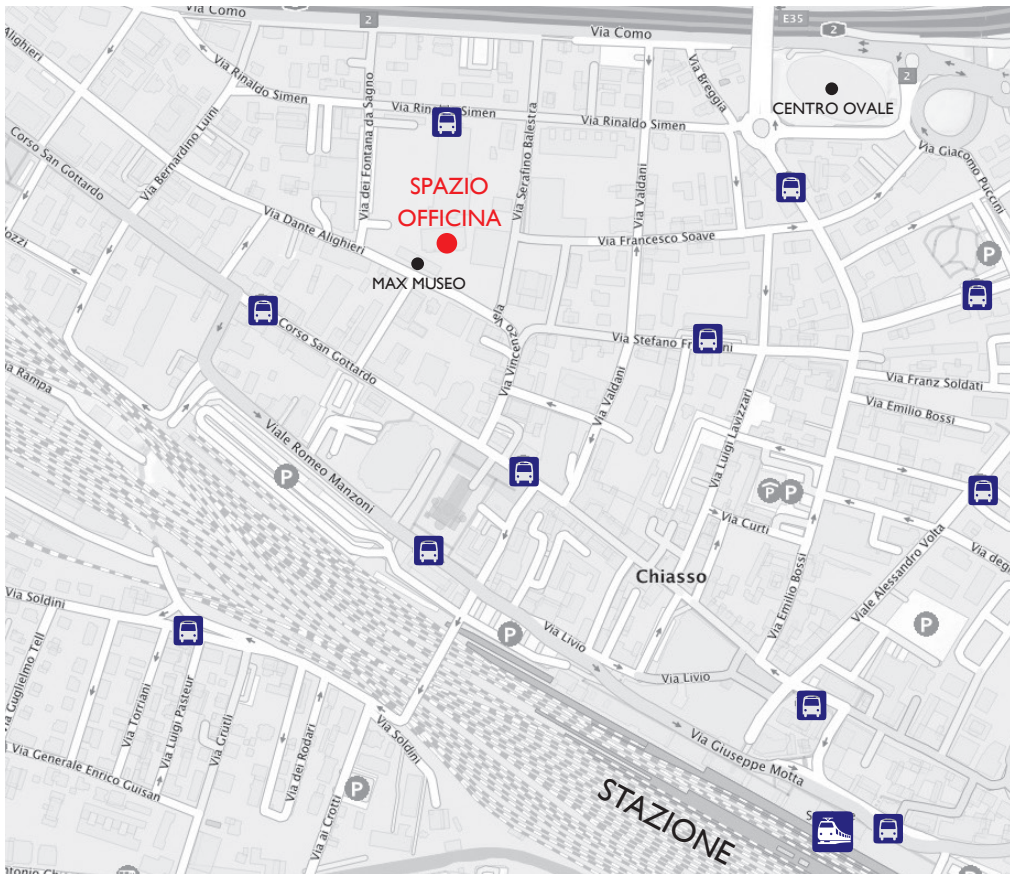 Via Como
2
Via Como
E35
2
2
Alighieri
Via Rinaldo Simen
Via Rinaldo Simen
Via Rinaldo Simen
Via Breggia
CENTRO OVALE
Via Giacomo Puccini
Corso San Gottardo
Via Bernardino Luini
Via dei Fontana da Sagno
Via Serafino Balestra
Via Valdani
SPAZIO
OFFICINA
Via Dante Alighieri
Via Francesco Soave
MAX MUSEO
P
Corso San Gottardo
Via Vincenzo Vela
Via Stefano
Via Franz Soldati
Via Emilio Bossi
Via Valdani
Via Luigi Lavizzari
Viale Romeo Manzoni
P
P
P
Via Curti
Chiasso
Via Emilio Bossi
Viale Alessandro Volta
Via degli
Via Soldini
P
P
Via Livio
Via Livio
Via Guglielmo Tell
Via Torriani
Via Luigi Pasteur
Via Grütli
Via dei Rodari
Via Soldini
Via Giuseppe Motta
Via Generale Enrico Guisan
P
Via ai Crotti
STAZIONE
P